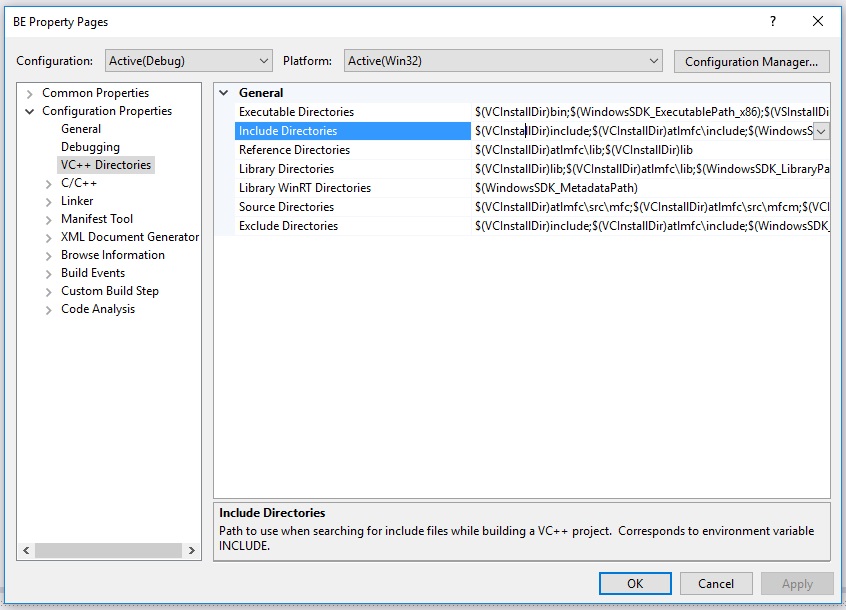 BE Property Pages
Configuration: Active(Debug) Platform: Active(Win32) Configuration Manager...
Common Properties
Configuration Properties
General
Debugging
VC++ Directories
C/C++
Linker
Manifest Tool
XML Document Generator
Browse Information
Build Events
Custom Build Step
Code Analysis
General
Executable Directories $(VCInstallDir)bin;$(WindowsSDK_ExecutablePath_x86);$(VSInstallDi
Include Directories $(VCInstallDir)include;$(VCInstallDir)atlmfc\include;$(WindowsS
Reference Directories $(VCInstallDir)atlmfc\lib;$(VCInstallDir)lib
Library Directories $(VCInstallDir)lib;$(VCInstallDir)atlmfc\lib;$(WindowsSDK_LibraryPa
Library WinRT Directories $(WindowsSDK_MetadataPath)
Source Directories $(VCInstallDir)atlmfc\src\mfc;$(VCInstallDir)atlmfc\src\mfcm;$(VCI
Exclude Directories $(VCInstallDir)include;$(VCInstallDir)atlmfc\include;$(WindowsSDK_
Include Directories
Path to use when searching for include files while building a VC++ project. Corresponds to environment variable
INCLUDE.
OK Cancel Apply